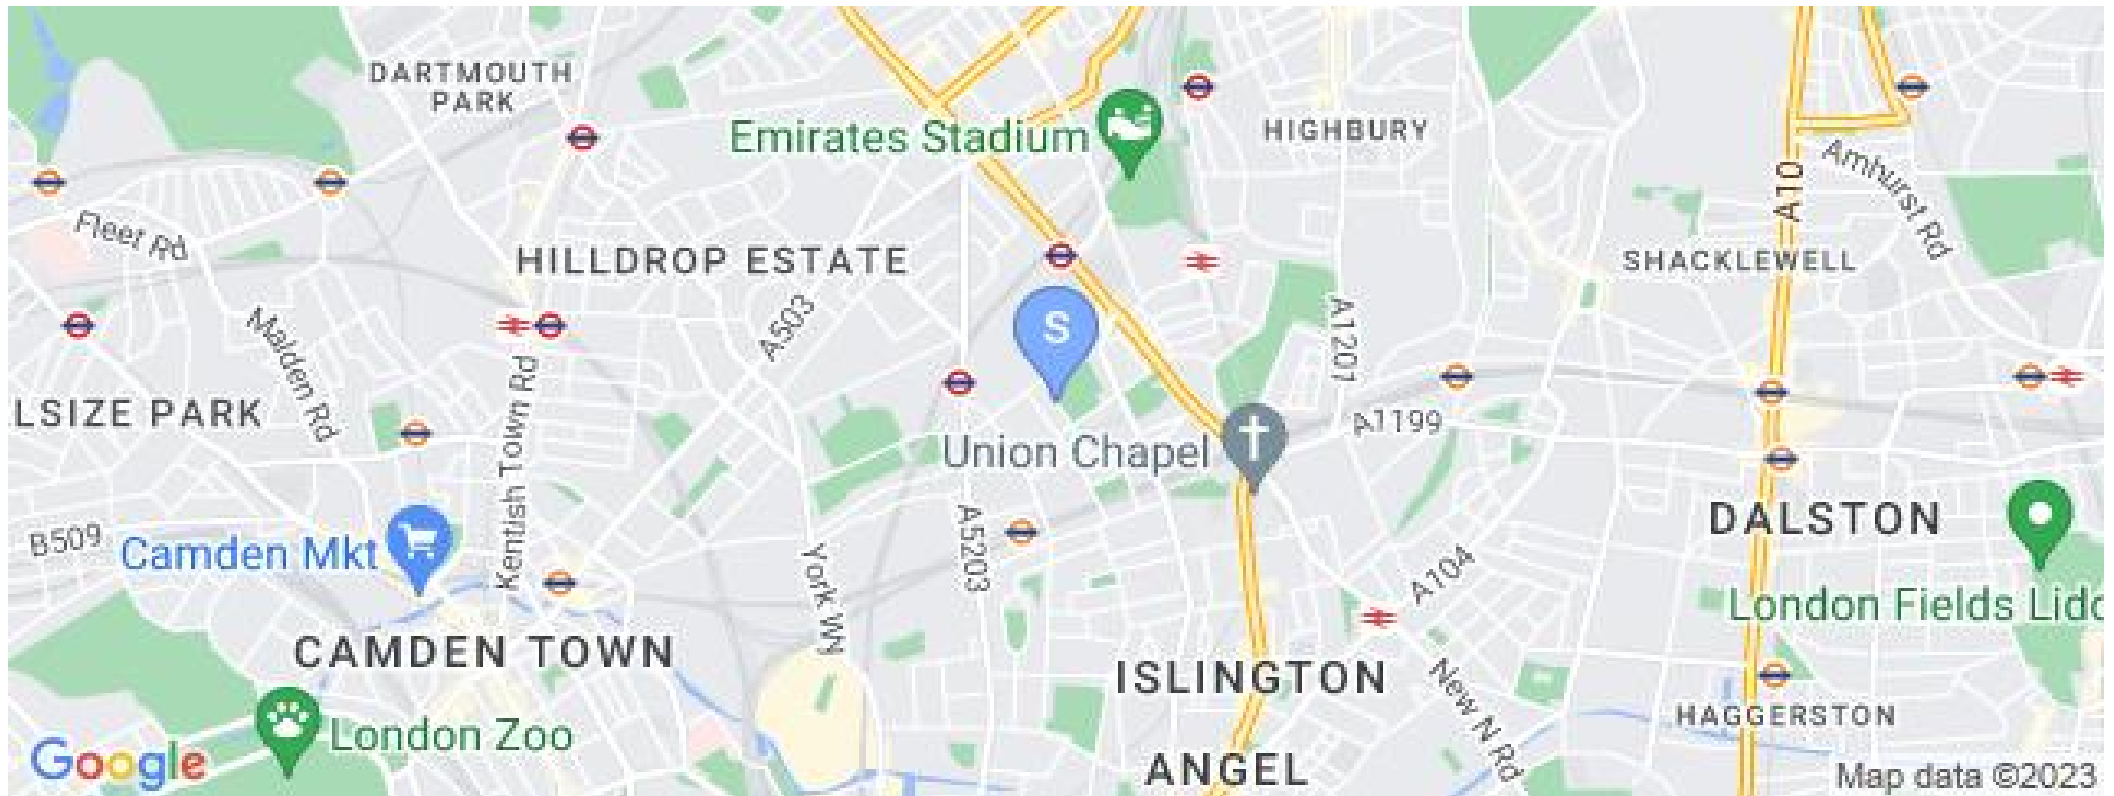 DARTMOUTH
PARK
Emirates Stadium
HIGHBURY
A10
Amhurst Rd
Fleet Rd
HILLDROP ESTATE
SHACKLEWELL
S
A503
A1201
Malden Rd
Kentish Town Rd
LSIZE PARK
A1199
Union Chapel
DALSTON
B509
Camden Mkt
A5203
York Wy
A104
London Fields Lido
CAMDEN TOWN
ISLINGTON
New N Rd
HAGGERSTON
London Zoo
ANGEL
Google
Map data ©2023